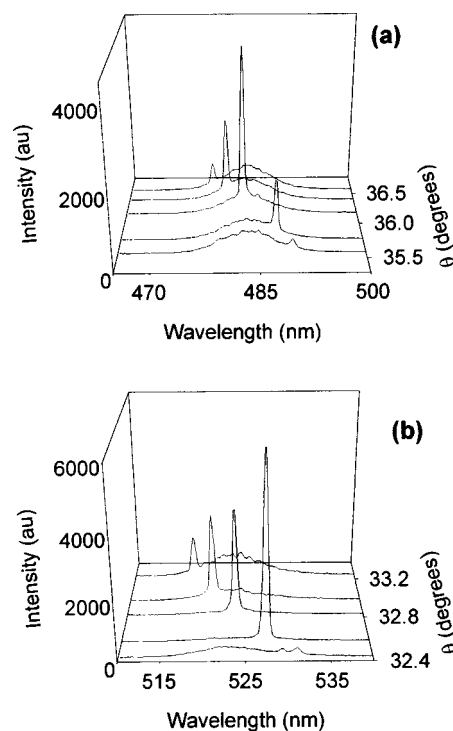 (a)
4000
2000
0
Intensity (au)
36.5
36.0
35.5
θ (degrees)
470
485
500
Wavelength (nm)
(b)
6000
4000
2000
0
Intensity (au)
33.2
32.8
32.4
θ (degrees)
515
525
535
Wavelength (nm)